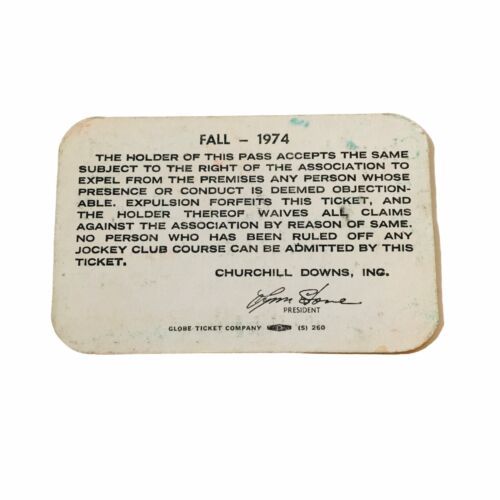 FALL - 1974
THE HOLDER OF THIS PASS ACCEPTS THE SAME
SUBJECT TO THE RIGHT OF THE ASSOCIATION TO
EXPEL FROM THE PREMISES ANY PERSON WHOSE
PRESENCE OR CONDUCT IS DEEMED OBJECTION-
ABLE. EXPULSION FORFEITS THIS TICKET, AND
THE HOLDER THEREOF WAIVES ALL CLAIMS
AGAINST THE ASSOCIATION BY REASON OF SAME.
NO PERSON WHO HAS BEEN RULED OFF ANY
JOCKEY CLUB COURSE CAN BE ADMITTED BY THIS
TICKET.
CHURCHILL DOWNS, INC.
Lynn Stone
PRESIDENT
GLOBE TICKET COMPANY (5) 260